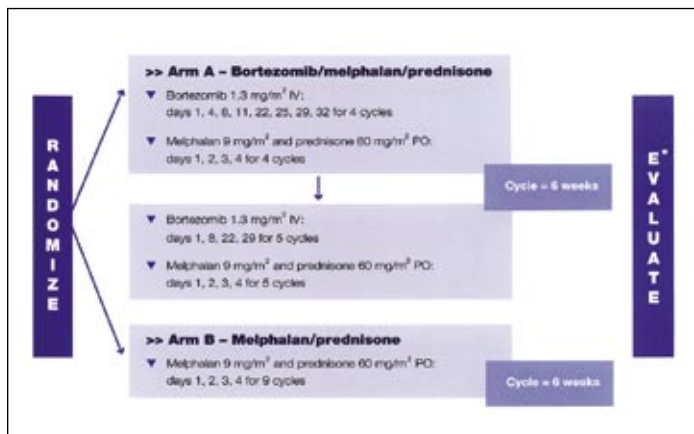 RANDOMIZE
>> Arm A – Bortezomib/melphalan/prednisone
▼ Bortezomib 1.3 mg/m² IV:
days 1, 4, 8, 11, 22, 25, 29, 32 for 4 cycles
▼ Melphalan 9 mg/m² and prednisone 60 mg/m² PO:
days 1, 2, 3, 4 for 4 cycles
Cycle = 6 weeks
▼ Bortezomib 1.3 mg/m² IV:
days 1, 8, 22, 29 for 5 cycles
▼ Melphalan 9 mg/m² and prednisone 60 mg/m² PO:
days 1, 2, 3, 4 for 5 cycles
>> Arm B – Melphalan/prednisone
▼ Melphalan 9 mg/m² and prednisone 60 mg/m² PO:
days 1, 2, 3, 4 for 9 cycles
Cycle = 6 weeks
EVALUATE*